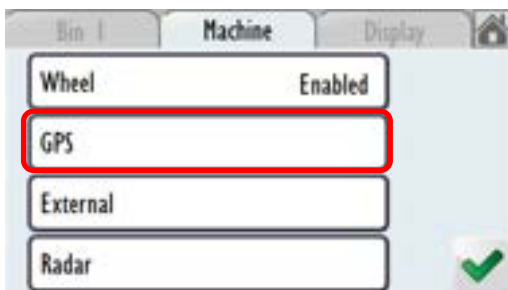 Bin 1 Machine Display
Wheel Enabled
GPS
External
Radar